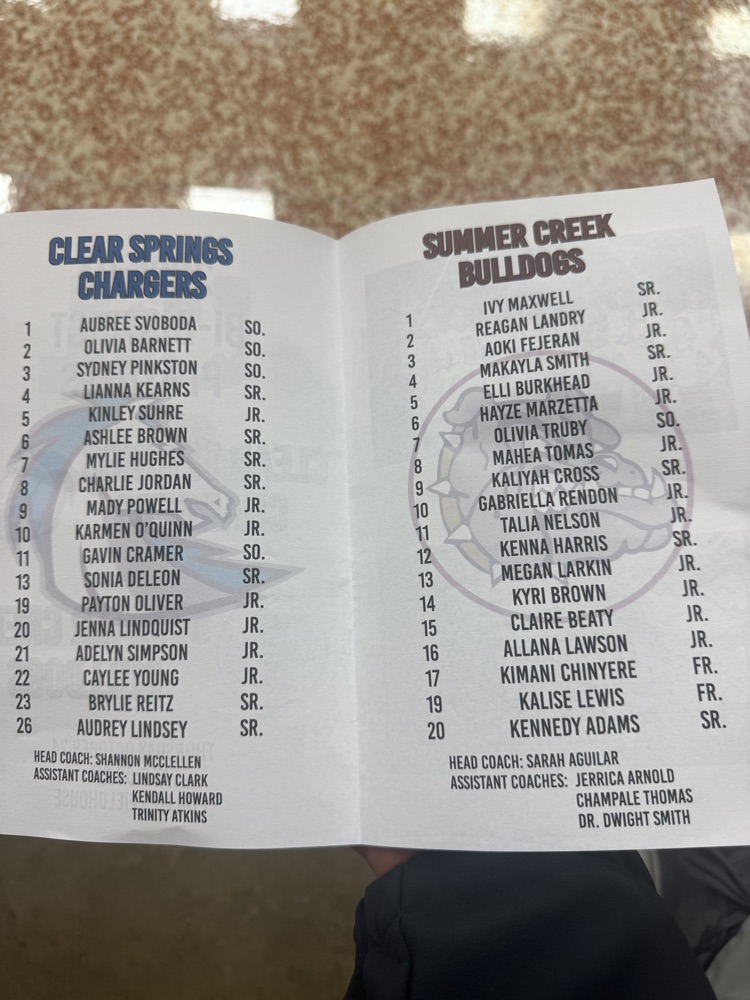 CLEAR SPRINGS
CHARGERS
1 AUBREE SVOBODA SO.
2 OLIVIA BARNETT SO.
3 SYDNEY PINKSTON SO.
4 LIANNA KEARNS SR.
5 KINLEY SUHRE JR.
6 ASHLEE BROWN SR.
7 MYLIE HUGHES SR.
8 CHARLIE JORDAN SR.
9 MADY POWELL JR.
10 KARMEN O'QUINN JR.
11 GAVIN CRAMER SO.
13 SONIA DELEON SR.
19 PAYTON OLIVER JR.
20 JENNA LINDQUIST JR.
21 ADELYN SIMPSON JR.
22 CAYLEE YOUNG JR.
23 BRYLIE REITZ SR.
26 AUDREY LINDSEY SR.
HEAD COACH: SHANNON MCCLELLEN
ASSISTANT COACHES: LINDSAY CLARK
KENDALL HOWARD
TRINITY ATKINS
SUMMER CREEK
BULLDOGS
1 IVY MAXWELL SR.
2 REAGAN LANDRY JR.
3 AOKI FEJERAN JR.
4 MAKAYLA SMITH SR.
5 ELLI BURKHEAD JR.
6 HAYZE MARZETTA JR.
7 OLIVIA TRUBY SO.
8 MAHEA TOMAS JR.
9 KALIYAH CROSS SR.
10 GABRIELLA RENDON JR.
11 TALIA NELSON JR.
12 KENNA HARRIS SR.
13 MEGAN LARKIN JR.
14 KYRI BROWN JR.
15 CLAIRE BEATY JR.
16 ALLANA LAWSON JR.
17 KIMANI CHINYERE FR.
19 KALISE LEWIS FR.
20 KENNEDY ADAMS SR.
HEAD COACH: SARAH AGUILAR
ASSISTANT COACHES: JERRICA ARNOLD
CHAMPALE THOMAS
DR. DWIGHT SMITH